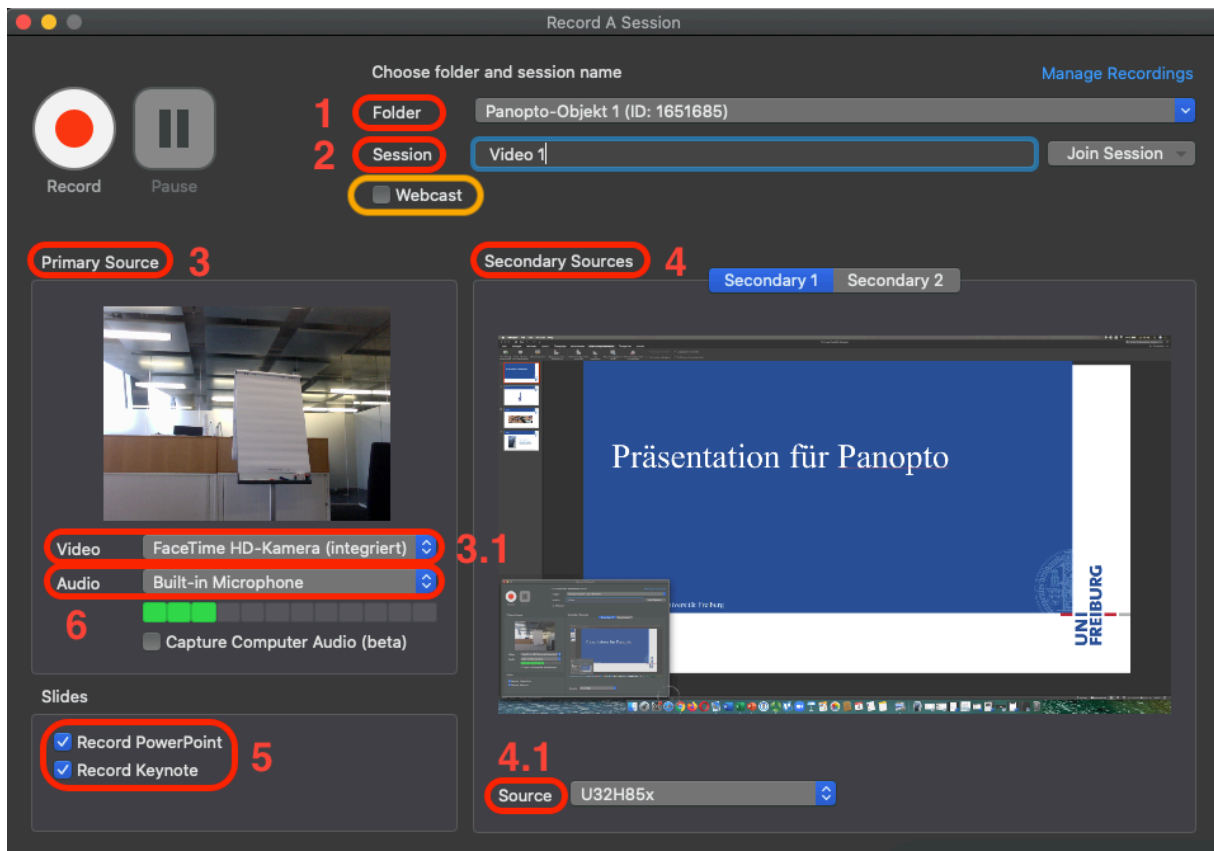 Record A Session
Choose folder and session name
Manage Recordings
1 Folder Panopto-Objekt 1 (ID: 1651685)
2 Session Video 1 Join Session
Record Pause
Webcast
Primary Source 3
Secondary Sources 4
Secondary 1 Secondary 2
Präsentation für Panopto
UNI
FREIBURG
Video FaceTime HD-Kamera (integriert) 3.1
Audio Built-in Microphone
6
Capture Computer Audio (beta)
Slides
Record PowerPoint
Record Keynote
5
4.1
Source U32H85x